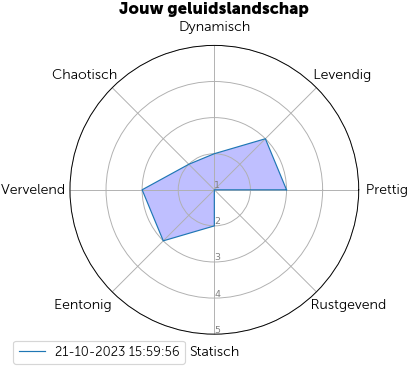 Jouw geluidslandschap
Dynamisch
Chaotisch
Levendig
Vervelend
1
Prettig
2
3
4
Eentonig
Rustgevend
5
21-10-2023 15:59:56
Statisch